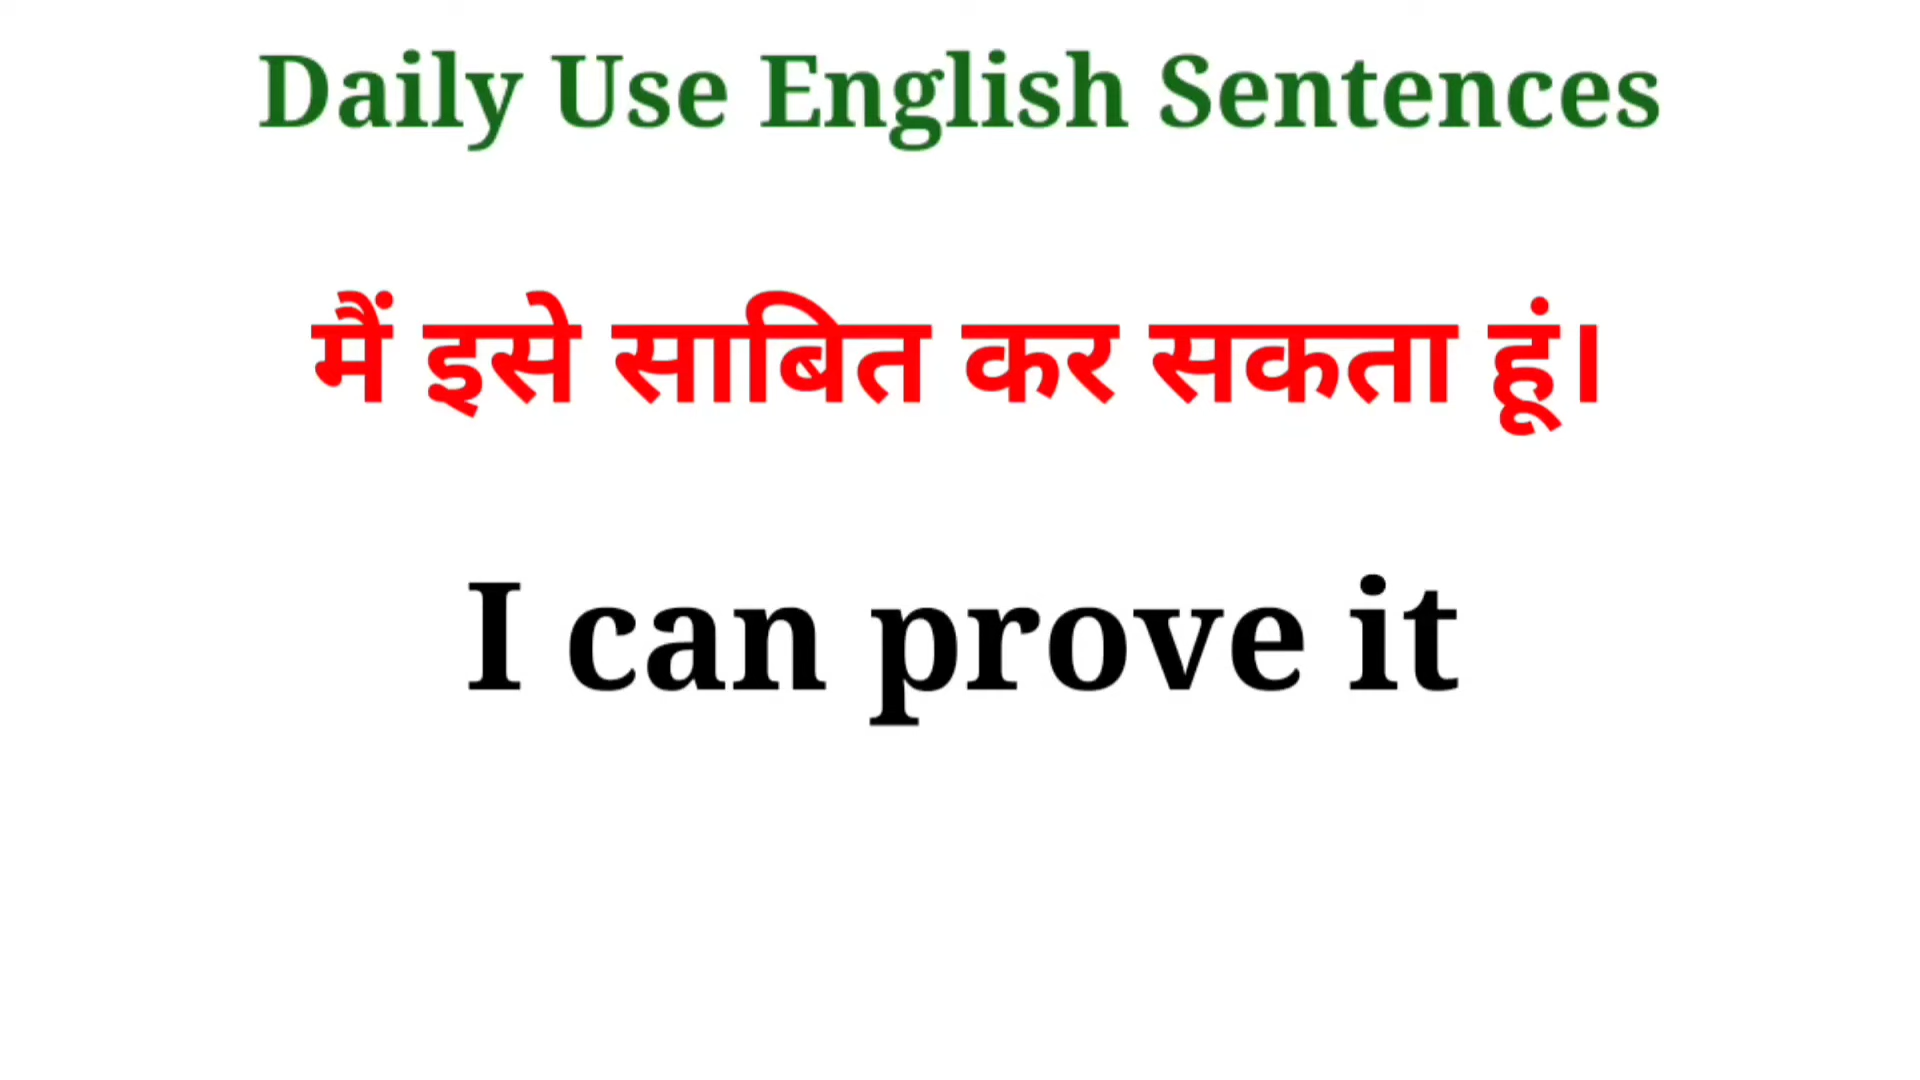 Daily Use English Sentences
मैं इसे साबित कर सकता हूं।
I can prove it